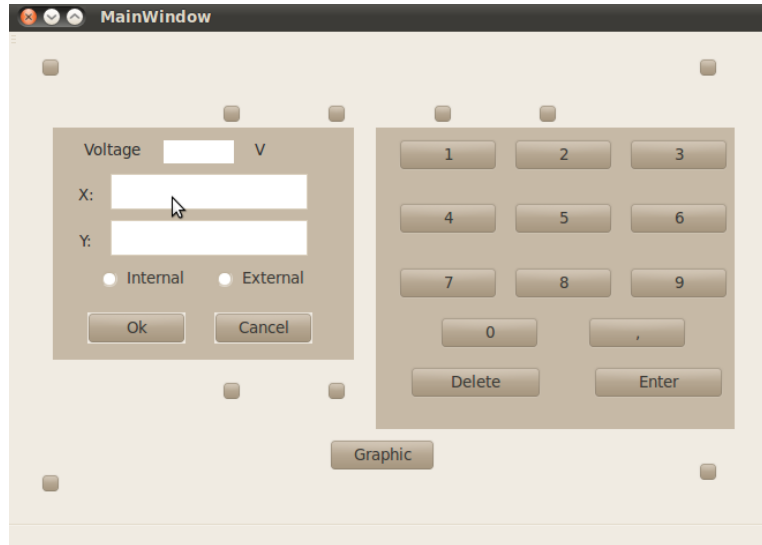 MainWindow
Voltage V
X:
Y:
Internal External
Ok Cancel
1 2 3
4 5 6
7 8 9
0 ,
Delete Enter
Graphic